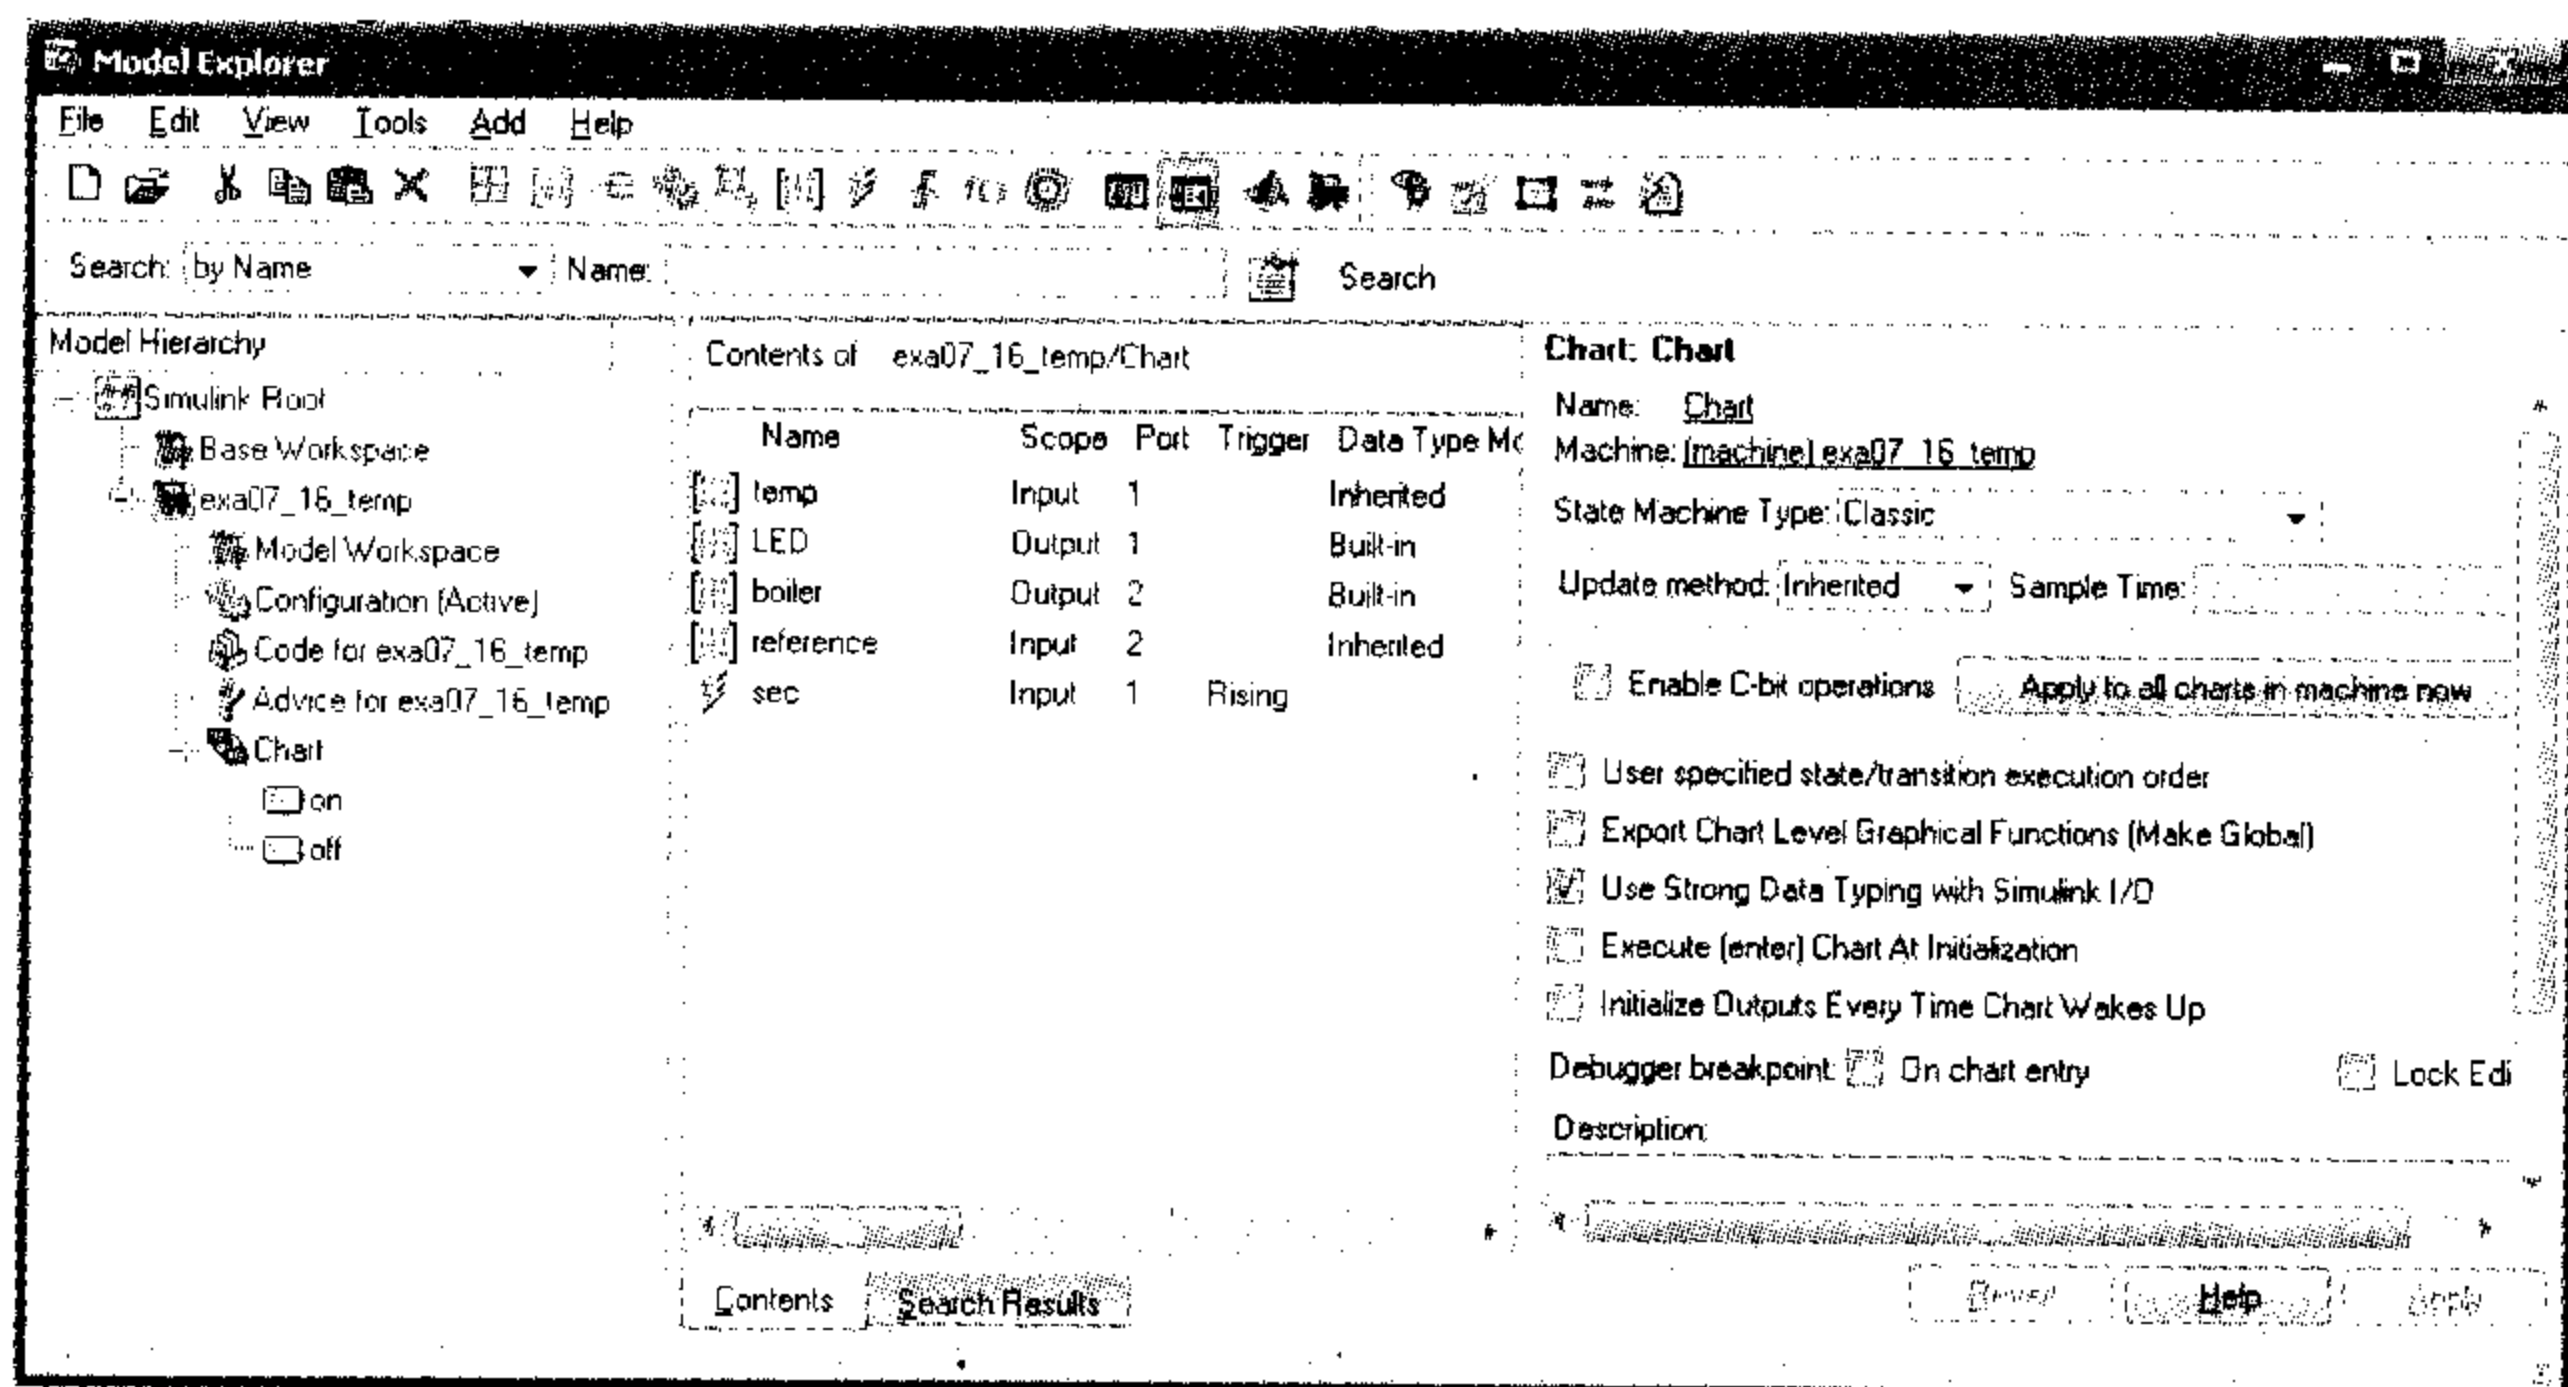 Model Explorer
File Edit View Tools Add Help
Search: by Name Name: Search
Model Hierarchy
Simulink Root
Base Workspace
exa07_16_temp
Model Workspace
Configuration (Active)
Code for exa07_16_temp
Advice for exa07_16_temp
Chart
on
off
Contents of exa07_16_temp/Chart
Name Scope Port Trigger Data Type Mo
temp Input 1 Inherited
LED Output 1 Built-in
boiler Output 2 Built-in
reference Input 2 Inherited
sec Input 1 Rising
Contents Search Results
Chart: Chart
Name: Chart
Machine: (machine) exa07_16_temp
State Machine Type: Classic
Update method: Inherited Sample Time:
Enable C-bit operations Apply to all charts in machine now
User specified state/transition execution order
Export Chart Level Graphical Functions (Make Global)
Use Strong Data Typing with Simulink I/O
Execute (enter) Chart At Initialization
Initialize Outputs Every Time Chart Wakes Up
Debugger breakpoint: On chart entry Lock Edi
Description:
Revert Help Apply